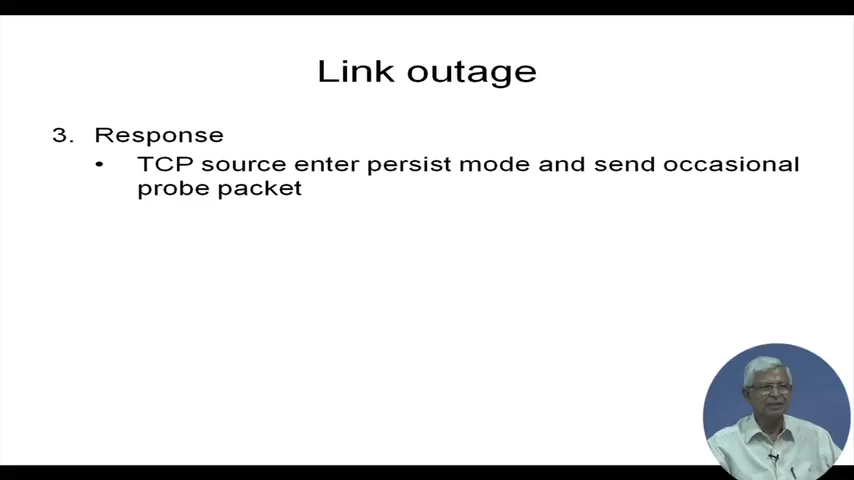 Link outage
3. Response
• TCP source enter persist mode and send occasional
probe packet